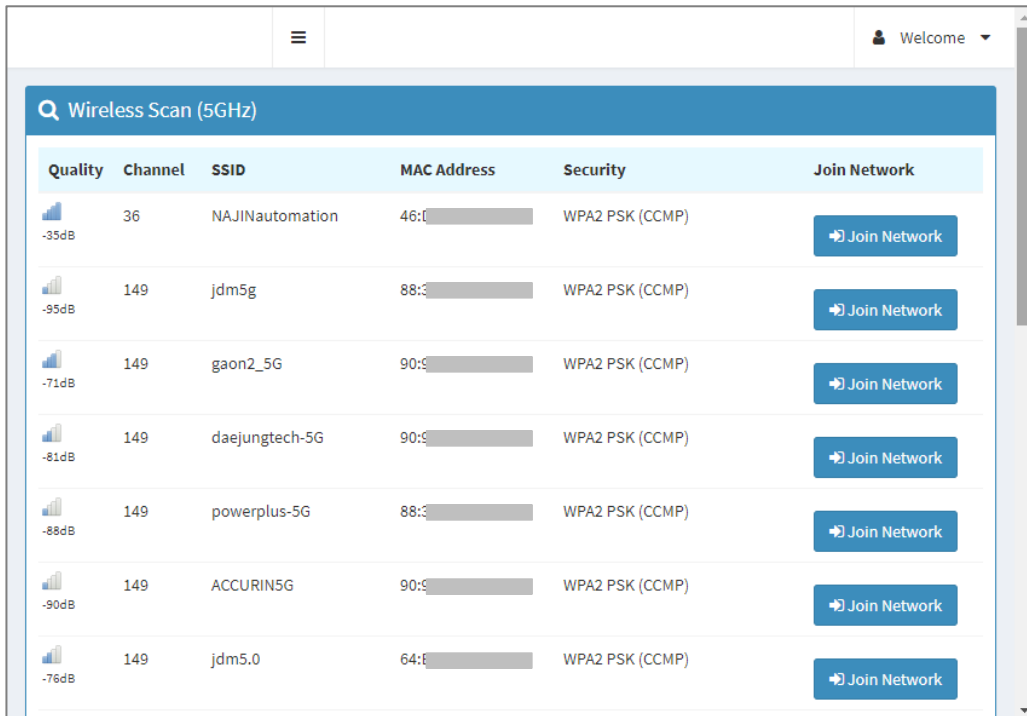 Welcome
Wireless Scan (5GHz)
Quality Channel SSID MAC Address Security Join Network
36 NAJINautomation 46: WPA2 PSK (CCMP)
-35dB Join Network
149 jdm5g 88: WPA2 PSK (CCMP)
-95dB Join Network
149 gaon2_5G 90: WPA2 PSK (CCMP)
-71dB Join Network
149 daejungtech-5G 90: WPA2 PSK (CCMP)
-81dB Join Network
149 powerplus-5G 88: WPA2 PSK (CCMP)
-88dB Join Network
149 ACCURIN5G 90: WPA2 PSK (CCMP)
-90dB Join Network
149 jdm5.0 64: WPA2 PSK (CCMP)
-76dB Join Network